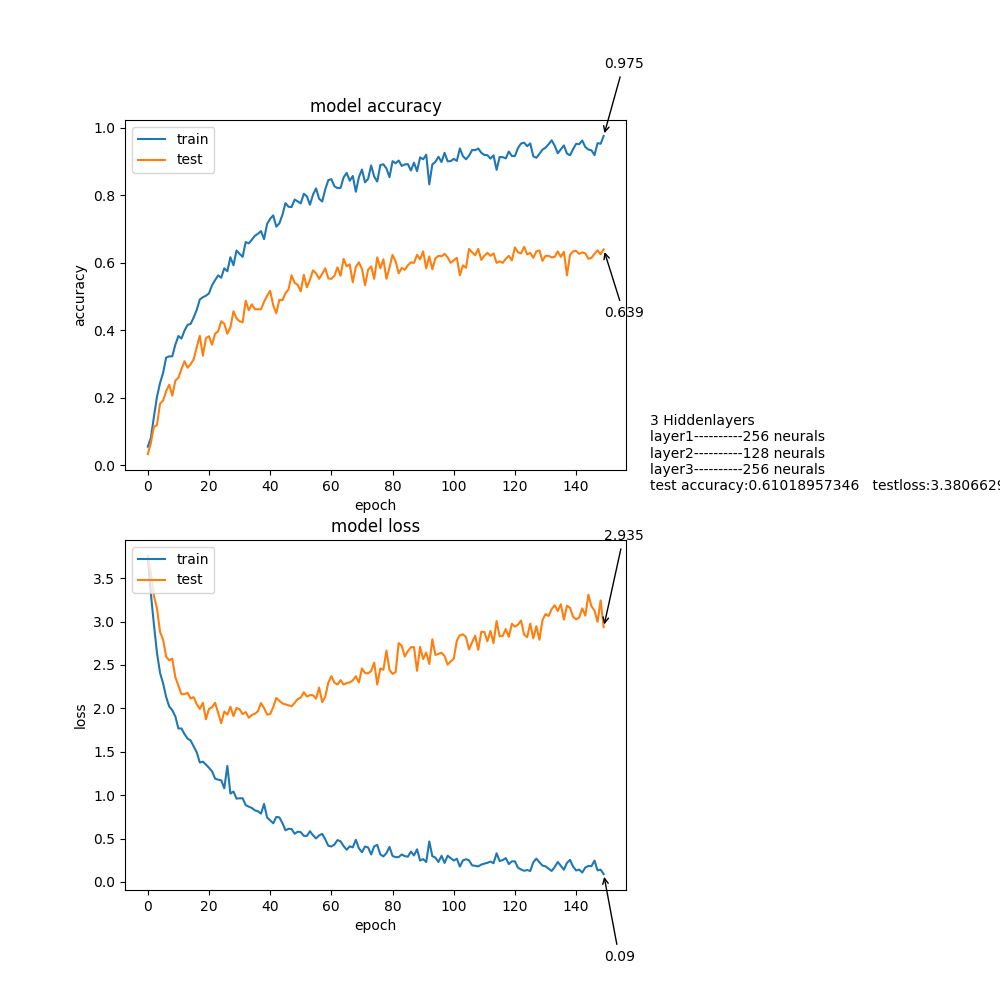 0.975
model accuracy
train
test
1.0
0.8
0.6
0.4
0.2
0.0
accuracy
0.639
0 20 40 60 80 100 120 140
epoch
3 Hiddenlayers
layer1----------256 neurals
layer2----------128 neurals
layer3----------256 neurals
test accuracy:0.61018957346 testloss:3.3806629
model loss
2.935
train
test
3.5
3.0
2.5
2.0
1.5
1.0
0.5
0.0
loss
0 20 40 60 80 100 120 140
epoch
0.09